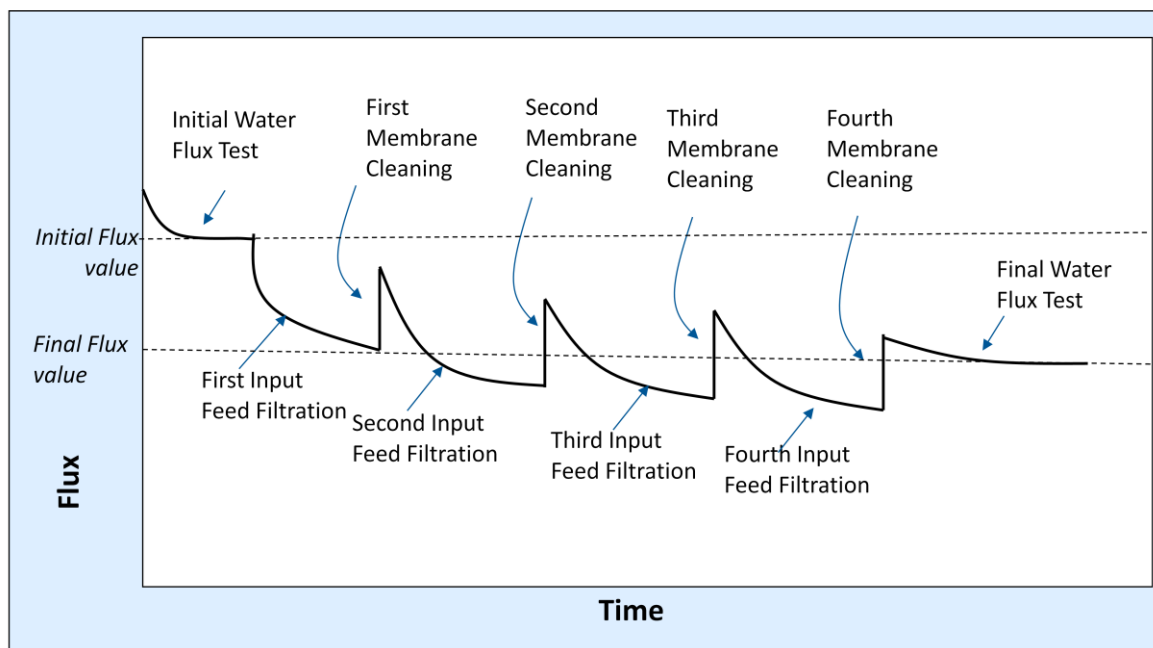 Initial Water
Flux Test
First
Membrane
Cleaning
Second
Membrane
Cleaning
Third
Membrane
Cleaning
Fourth
Membrane
Cleaning
Initial Flux
value
Final Water
Flux Test
Final Flux
value
First Input
Feed Filtration
Second Input
Feed Filtration
Third Input
Feed Filtration
Fourth Input
Feed Filtration
Flux
Time